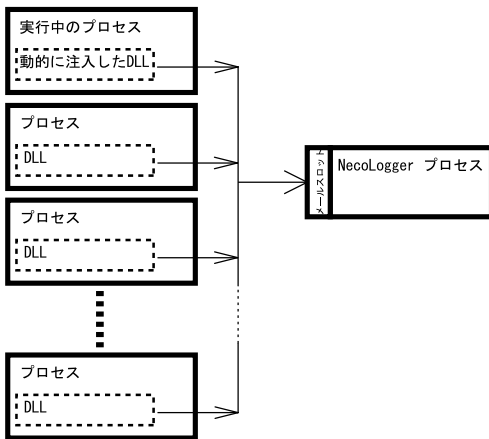 実行中のプロセス
動的に注入したDLL
プロセス
DLL
プロセス
DLL
プロセス
DLL
メールスロット
NecoLogger プロセス